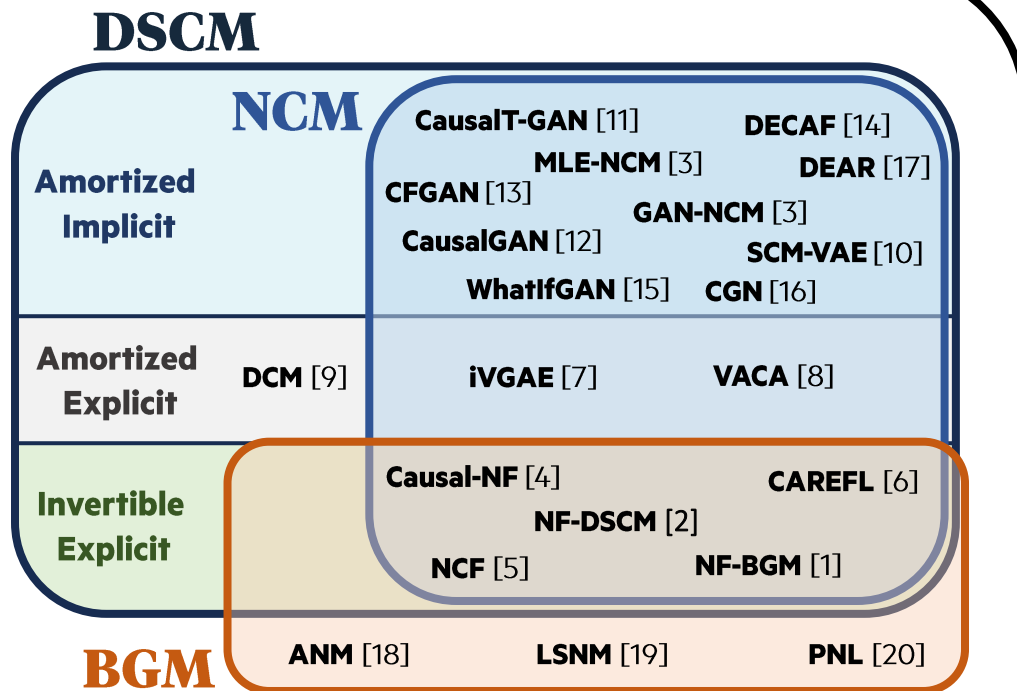 DSCM
NCM
Amortized
Implicit
CausalT-GAN [11]
DECAF [14]
MLE-NCM [3]
DEAR [17]
CFGAN [13]
GAN-NCM [3]
CausalGAN [12]
SCM-VAE [10]
WhatIfGAN [15]
CGN [16]
Amortized
Explicit
DCM [9]
iVGAE [7]
VACA [8]
Invertible
Explicit
Causal-NF [4]
CAREFL [6]
NF-DSCM [2]
NCF [5]
NF-BGM [1]
BGM
ANM [18]
LSNM [19]
PNL [20]